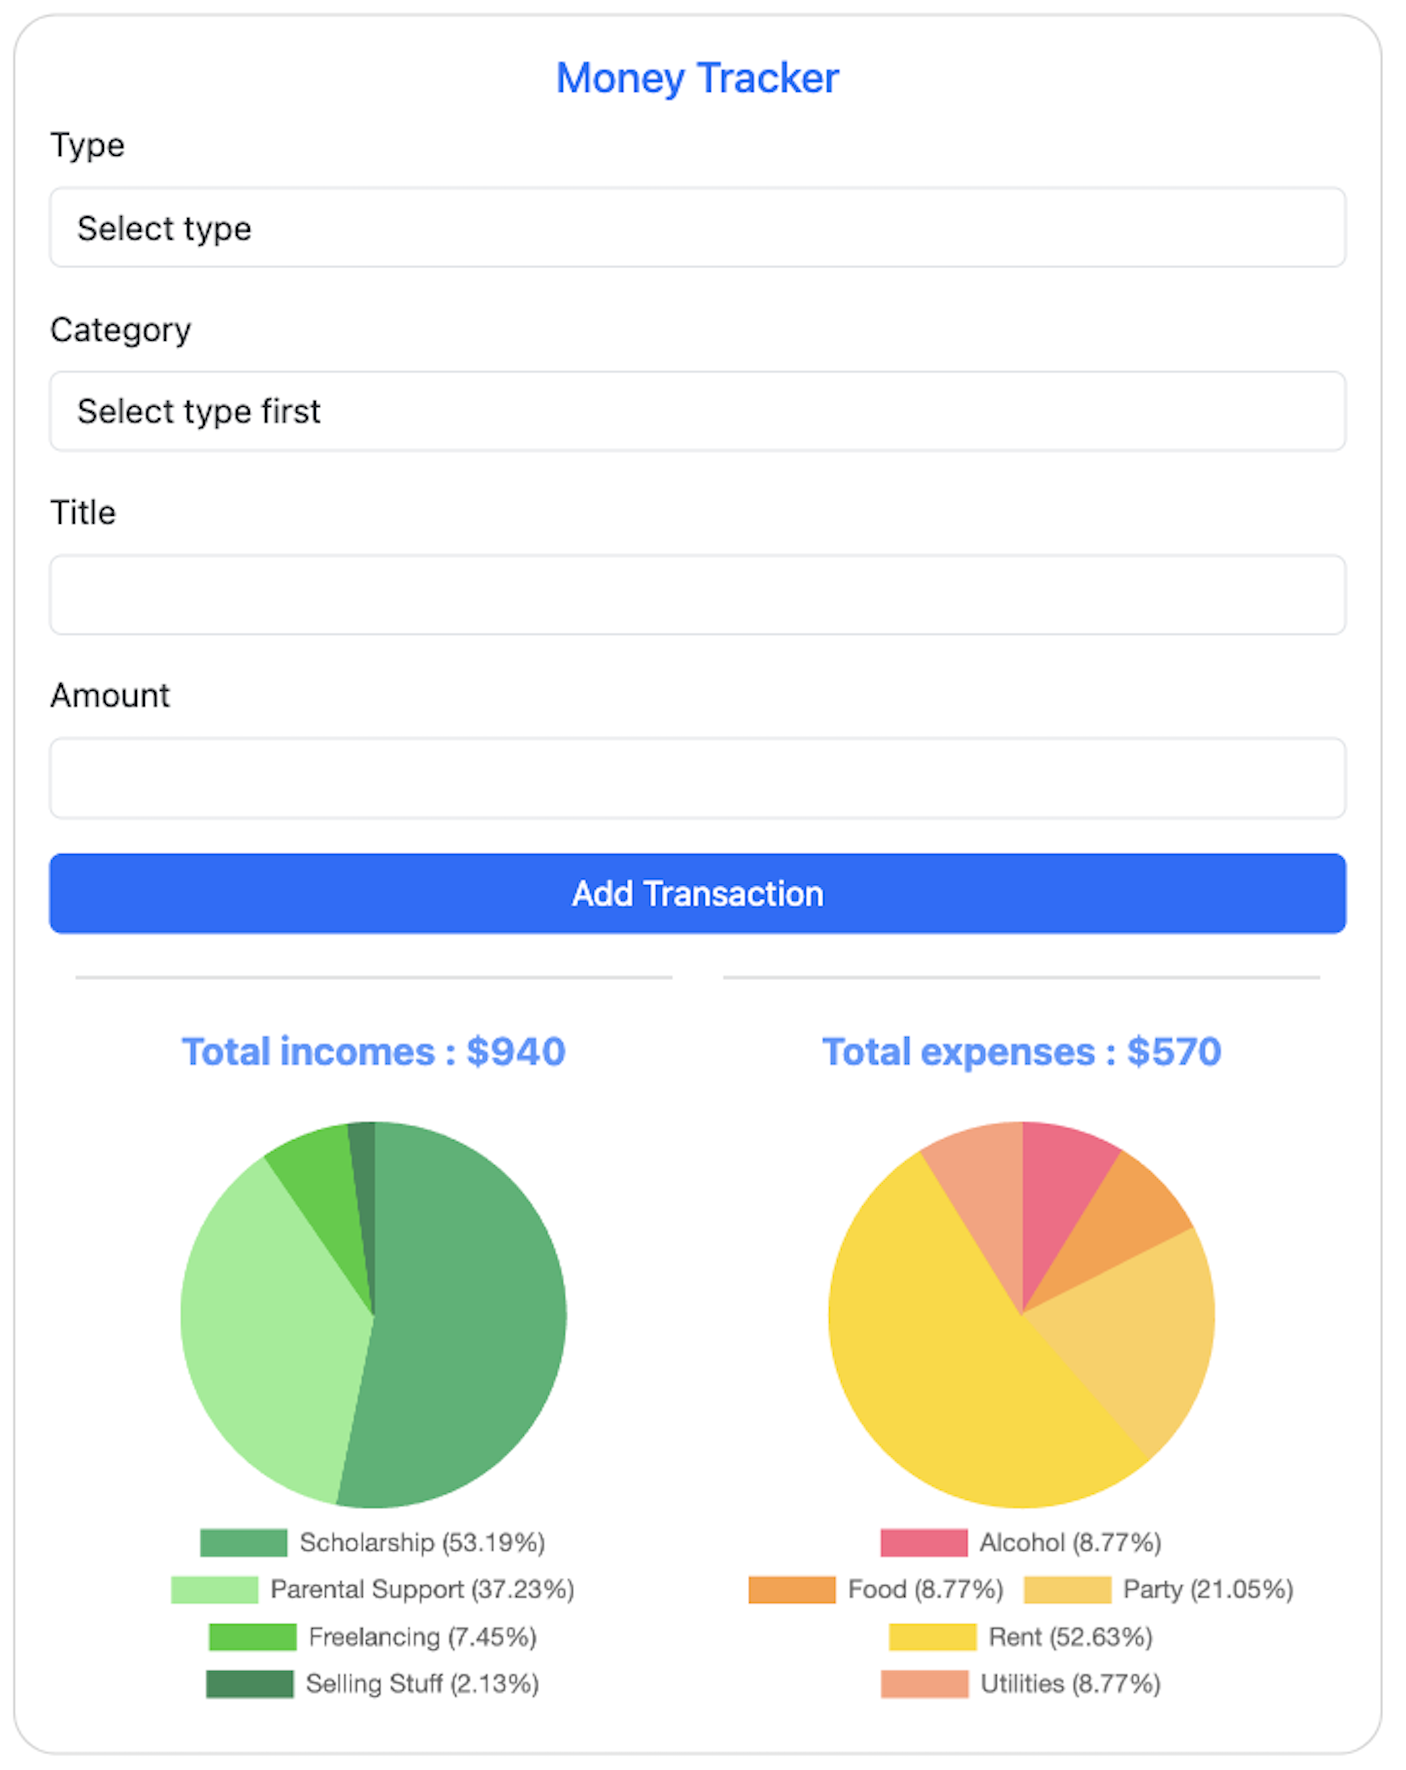 Money Tracker
Type
Select type
Category
Select type first
Title
Amount
Add Transaction
Total incomes : $940
Scholarship (53.19%)
Parental Support (37.23%)
Freelancing (7.45%)
Selling Stuff (2.13%)
Total expenses : $570
Alcohol (8.77%)
Food (8.77%) Party (21.05%)
Rent (52.63%)
Utilities (8.77%)